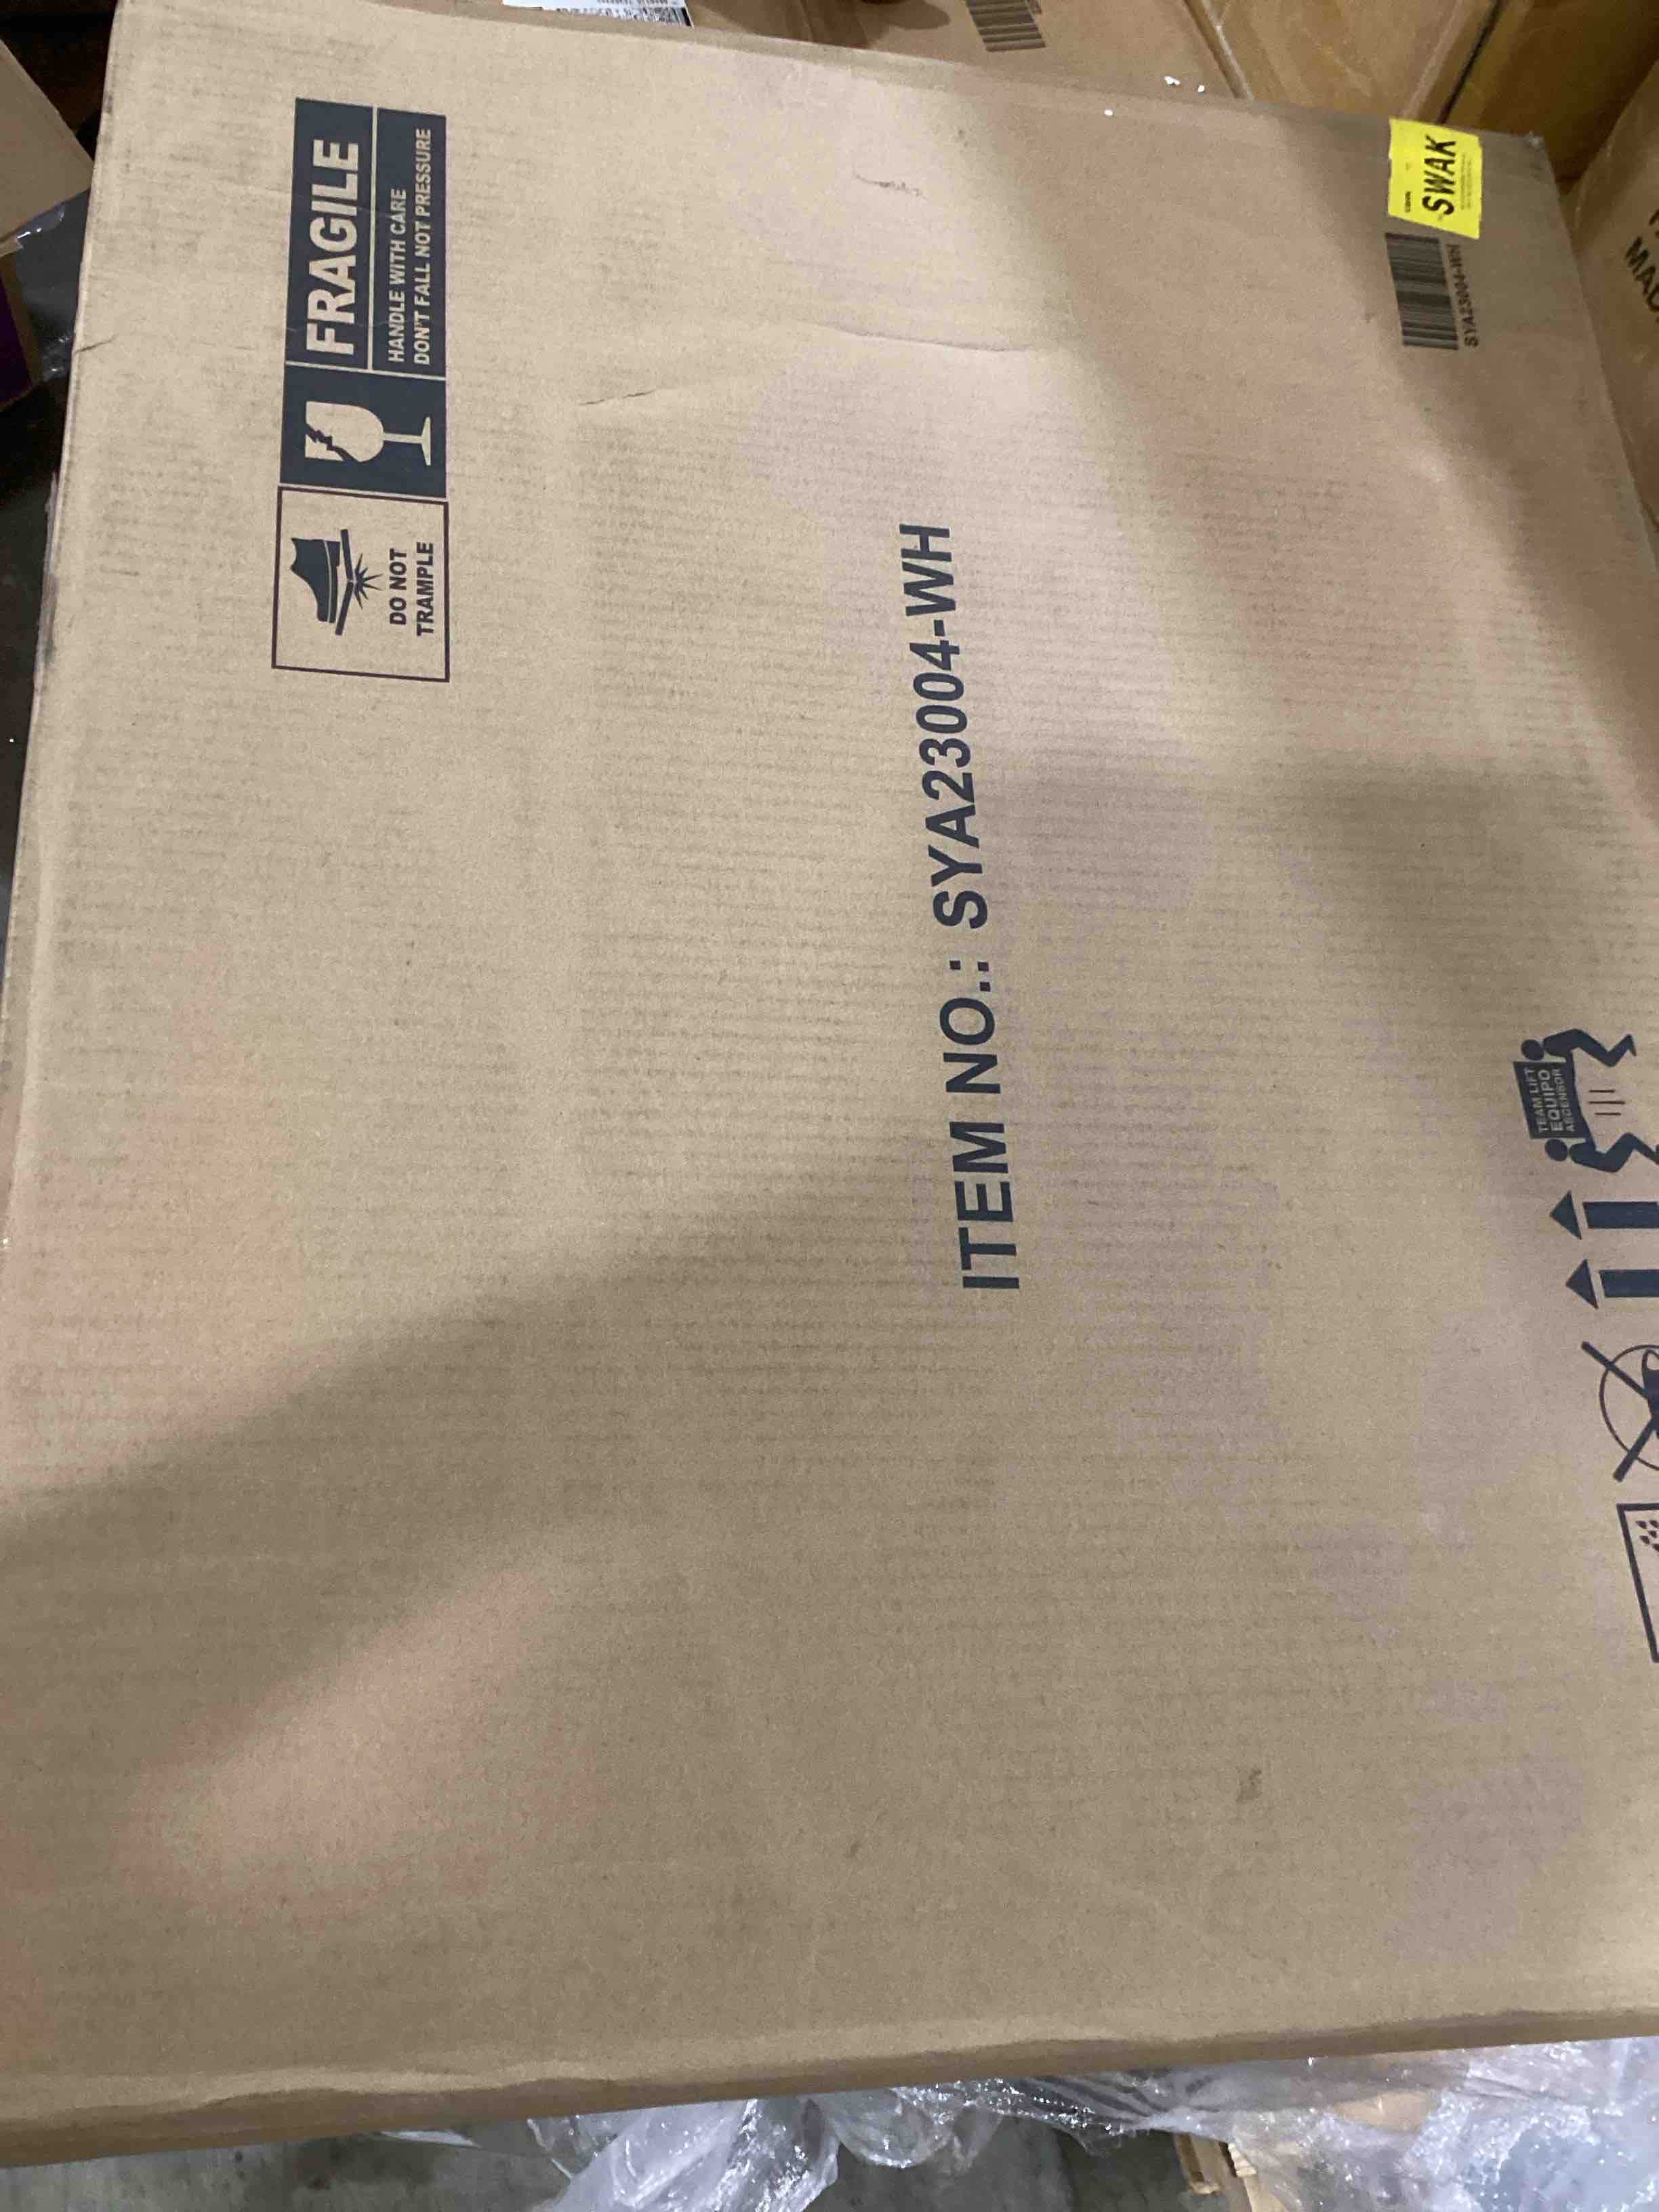 FRAGILE
HANDLE WITH CARE
DON'T FALL NOT PRESSURE
DO NOT
TRAMPLE
ITEM NO.: SYA23004-WH
SWAK
SYA23004-WH
TEAM LIFT
EQUIPO
ASCENSOR